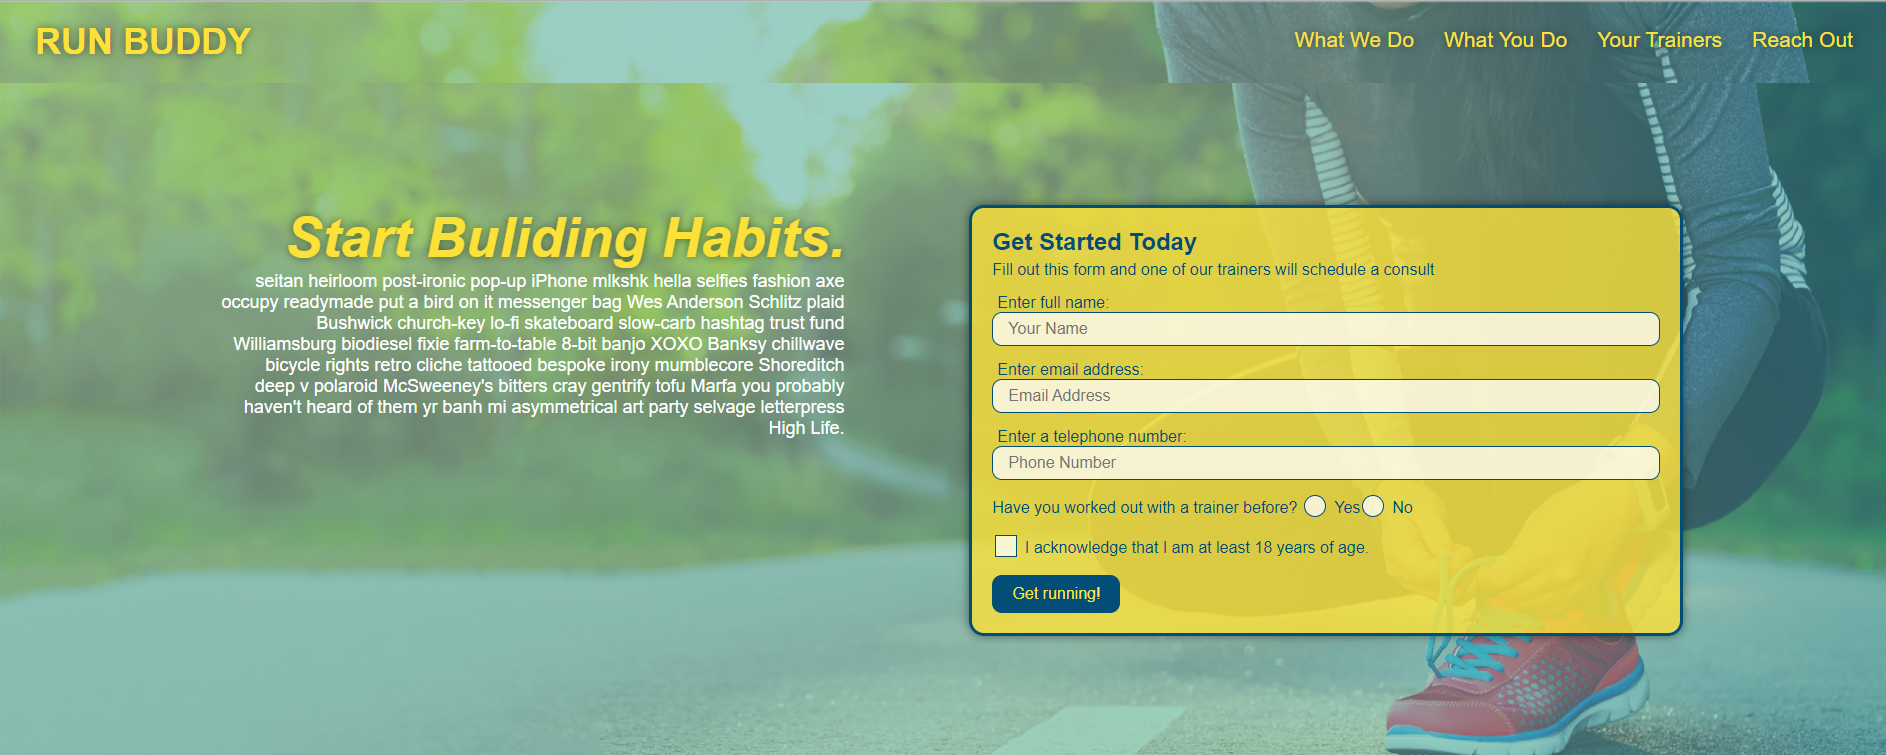 RUN BUDDY
What We Do
What You Do
Your Trainers
Reach Out
Start Buliding Habits.
seitan heirloom post-ironic pop-up iPhone mlkshk hella selfies fashion axe
occupy readymade put a bird on it messenger bag Wes Anderson Schlitz plaid
Bushwick church-key lo-fi skateboard slow-carb hashtag trust fund
Williamsburg biodiesel fixie farm-to-table 8-bit banjo XOXO Banksy chillwave
bicycle rights retro cliche tattooed bespoke irony mumblecore Shoreditch
deep v polaroid McSweeney's bitters cray gentrify tofu Marfa you probably
haven't heard of them yr banh mi asymmetrical art party selvage letterpress
High Life.
Get Started Today
Fill out this form and one of our trainers will schedule a consult
Enter full name:
Your Name
Enter email address:
Email Address
Enter a telephone number:
Phone Number
Have you worked out with a trainer before? Yes No
I acknowledge that I am at least 18 years of age.
Get running!